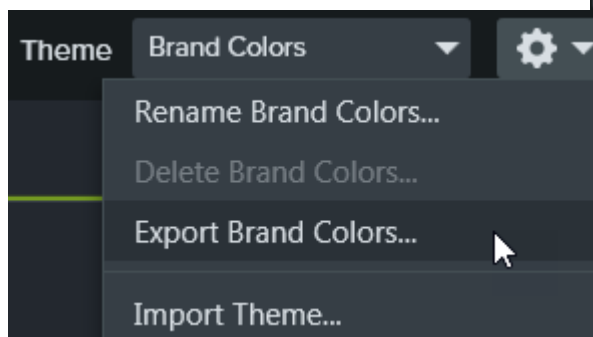 Theme Brand Colors
Rename Brand Colors...
Delete Brand Colors...
Export Brand Colors...
Import Theme...